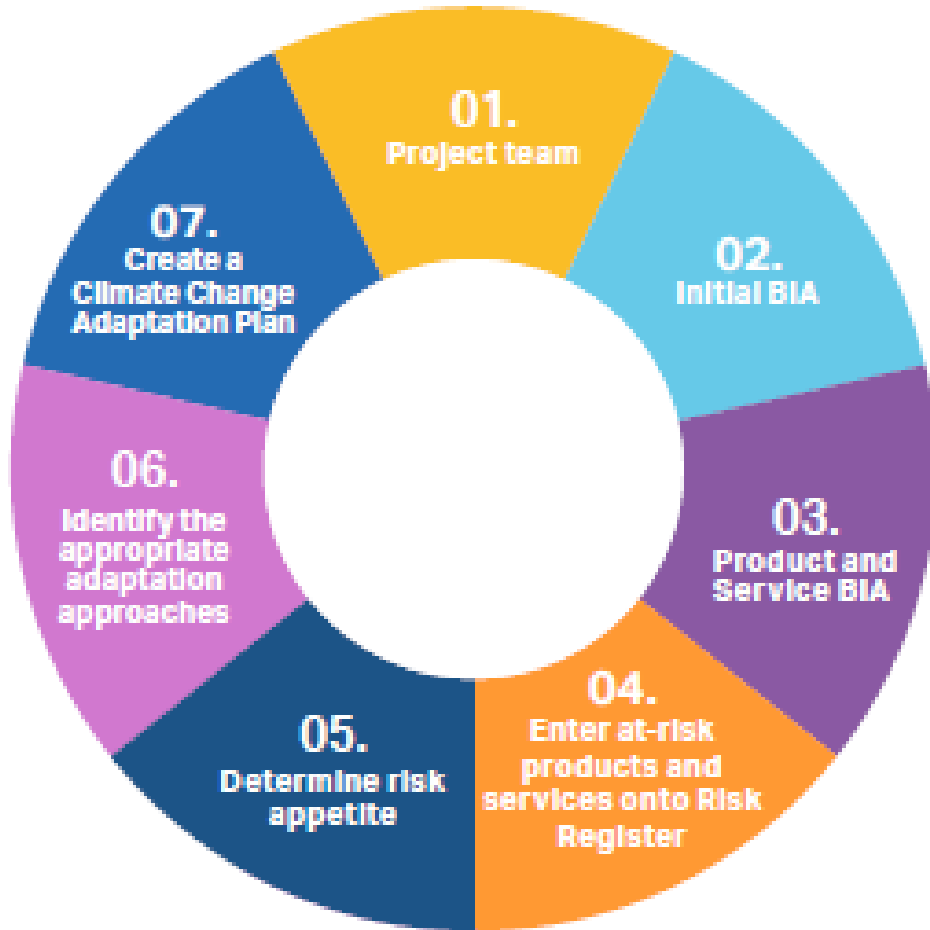 01.
Project team
02.
Initial BIA
03.
Product and
Service BIA
04.
Enter at-risk
products and
services onto Risk
Register
05.
Determine risk
appetite
06.
Identify the
appropriate
adaptation
approaches
07.
Create a
Climate Change
Adaptation Plan